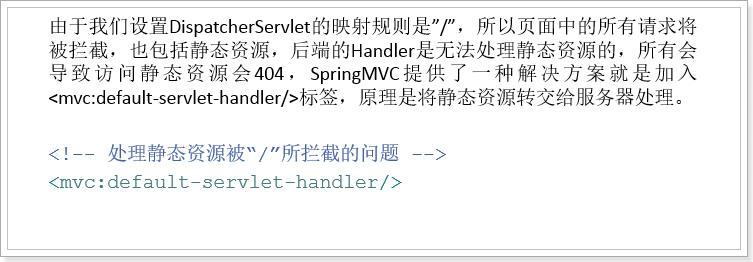 由于我们设置DispatcherServlet的映射规则是”/”，所以页面中的所有请求将
被拦截，也包括静态资源，后端的Handler是无法处理静态资源的，所有会
导致访问静态资源会404，SpringMVC提供了一种解决方案就是加入
<mvc:default-servlet-handler/>标签，原理是将静态资源转交给服务器处理。
<!-- 处理静态资源被“/”所拦截的问题 -->
<mvc:default-servlet-handler/>